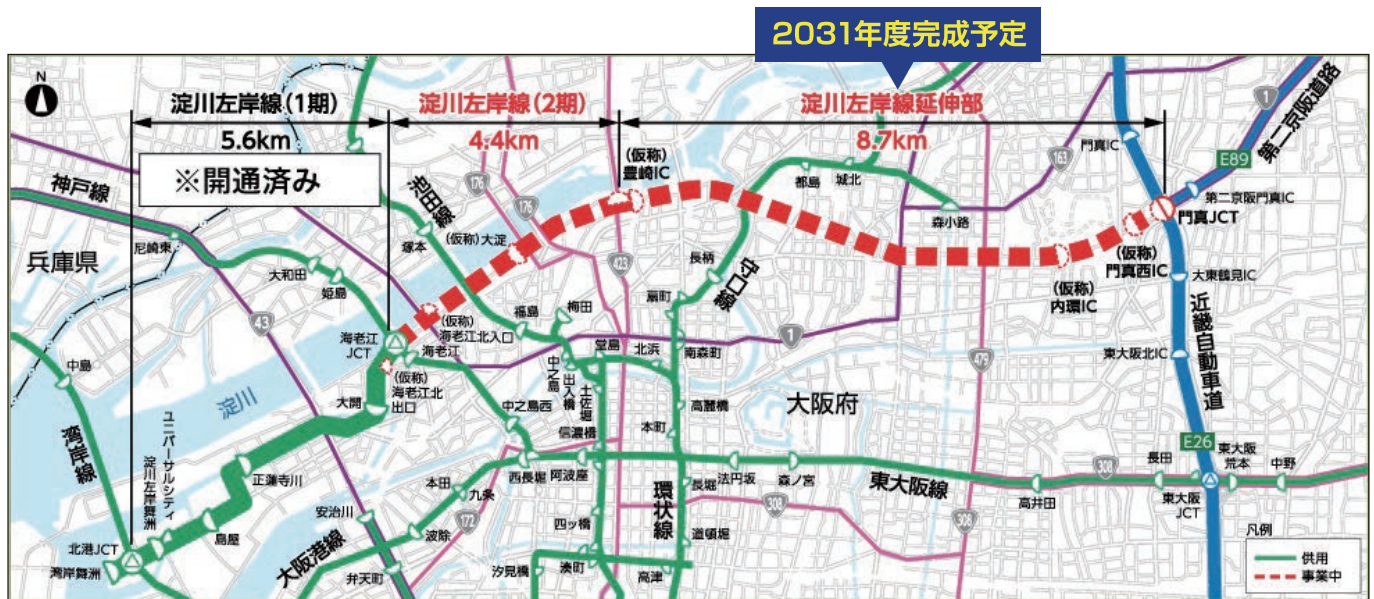 2031年度完成予定
N
淀川左岸線(1期)
5.6km
※開通済み
淀川左岸線(2期)
4.4km
淀川左岸線延伸部
8.7km
(仮称)
豊崎IC
1
第二京阪道路
E89
門真IC
163
176
176
都島
城北
森小路
第二京阪門真IC
門真JCT
神戸線
池田線
塚本
(仮称)大淀
423
長柄
守口線
(仮称)
門真西IC
(仮称)
内環IC
大東鶴見IC
近畿自動車道
兵庫県
尼崎東
大和田
姫島
43
海老江
JCT
(仮称)
海老江北入口
海老江
(仮称)
海老江北
出口
福島
梅田
扇町
1
堂島
北浜
南森町
中之島
出入橋
土佐堀
479
東大阪北IC
中島
淀川
大開
中之島西
高麗橋
大阪府
湾岸線
ユニバーサルシティ
淀川左岸舞洲
正蓮寺川
信濃橋
本町
E26
本田
九条
西長堀
阿波座
長堀
法円坂
森ノ宮
東大阪線
308
高井田
長田
東大阪
荒本
中野
東大阪
JCT
安治川
172
四ツ橋
環状線
308
308
北港JCT
湾岸舞洲
島屋
大阪港線
波除
道頓堀
弁天町
汐見橋
湊町
高津
凡例
供用
事業中